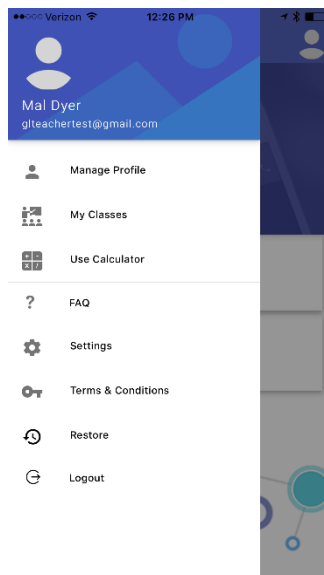 Verizon 12:26 PM
Mal Dyer
glteachertest@gmail.com
Manage Profile
My Classes
Use Calculator
? FAQ
Settings
Terms & Conditions
Restore
Logout